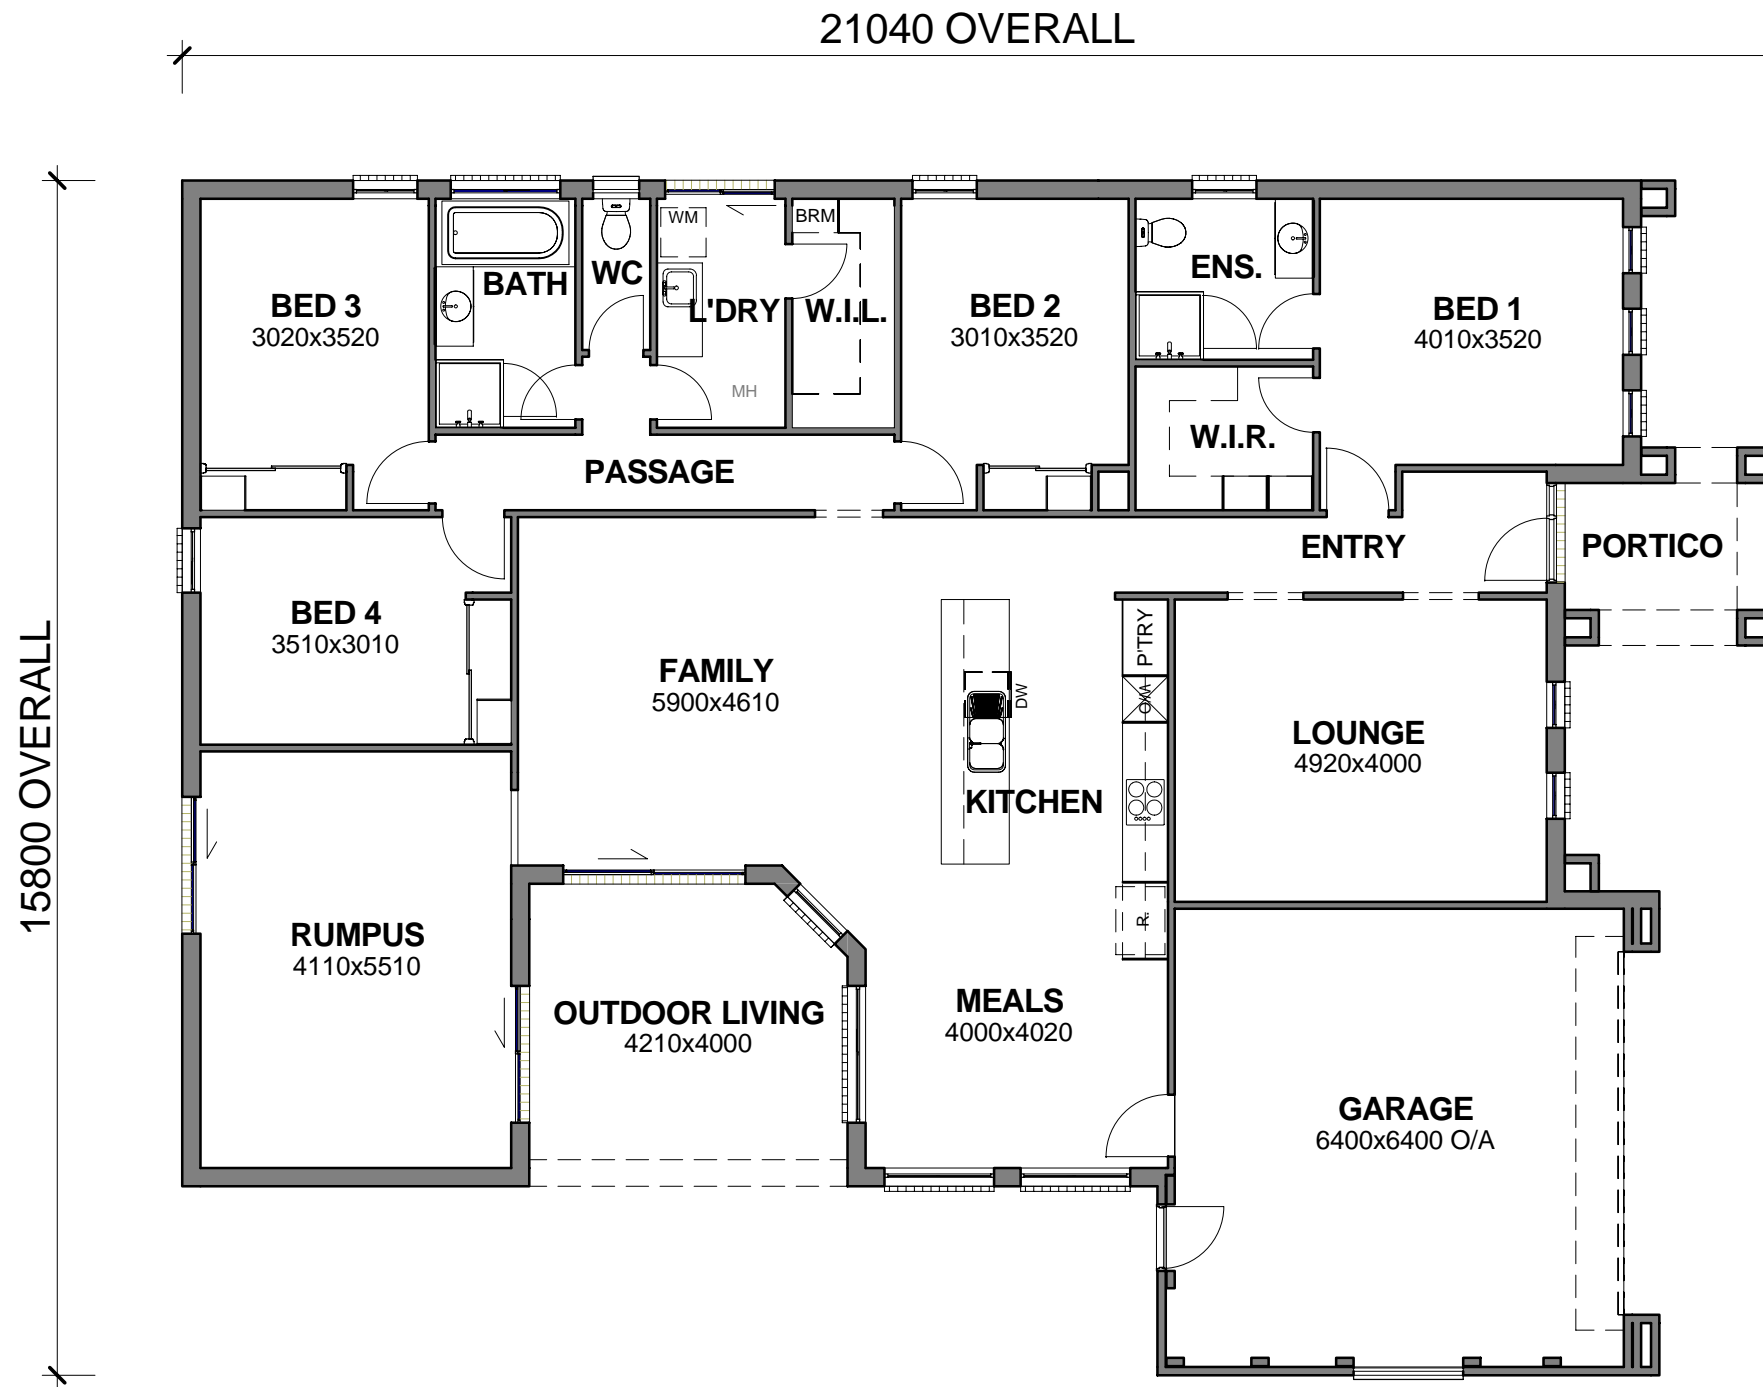 21040 OVERALL
15800 OVERALL
BED 3
3020x3520
BATH
WC
WM
L'DRY
MH
BRM
W.I.L.
BED 2
3010x3520
ENS.
W.I.R.
BED 1
4010x3520
PASSAGE
ENTRY
PORTICO
BED 4
3510x3010
FAMILY
5900x4610
DW
KITCHEN
P'TRY
R.
LOUNGE
4920x4000
RUMPUS
4110x5510
OUTDOOR LIVING
4210x4000
MEALS
4000x4020
GARAGE
6400x6400 O/A